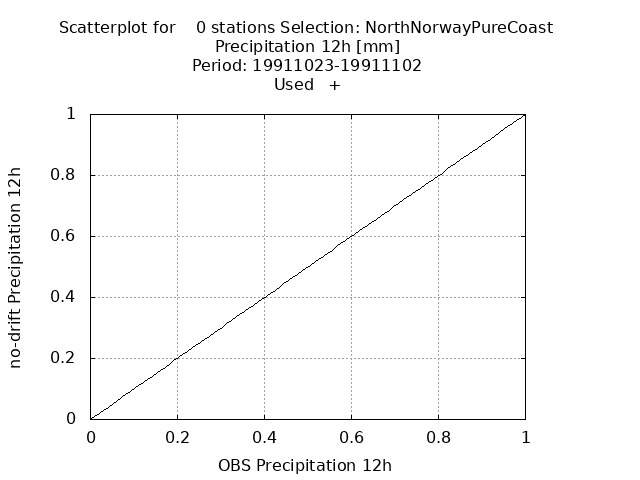 Scatterplot for    0 stations Selection: NorthNorwayPureCoast
Precipitation 12h [mm]
Period: 19911023-19911102
Used   +
1
0.8
0.6
0.4
0.2
0
no-drift Precipitation 12h
0 0.2 0.4 0.6 0.8 1
OBS Precipitation 12h